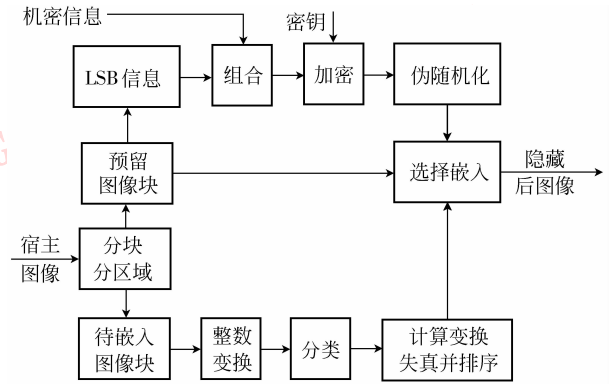 机密信息
密钥
LSB信息
组合
加密
伪随机化
预留
图像块
选择嵌入
隐藏
后图像
宿主
图像
分块
分区域
待嵌入
图像块
整数
变换
分类
计算变换
失真并排序